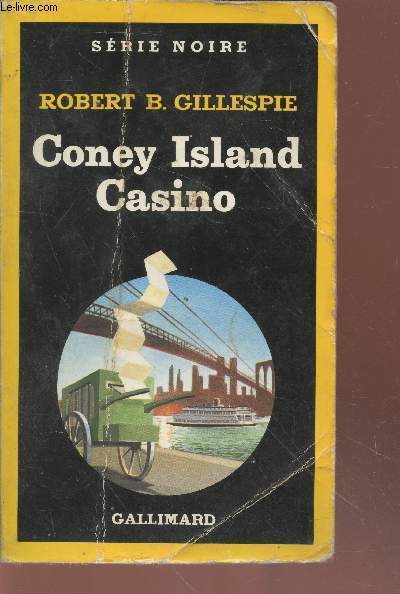 Le-Livre.com
SÉRIE NOIRE
ROBERT B. GILLESPIE
Coney Island
Casino
GALLIMARD